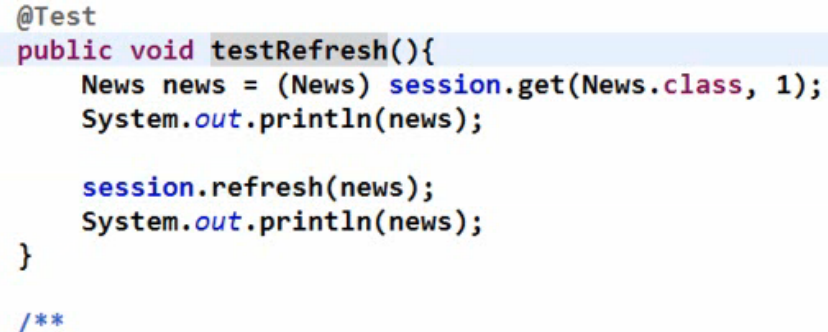 @Test
public void testRefresh(){
    News news = (News) session.get(News.class, 1);
    System.out.println(news);
    session.refresh(news);
    System.out.println(news);
}
/**